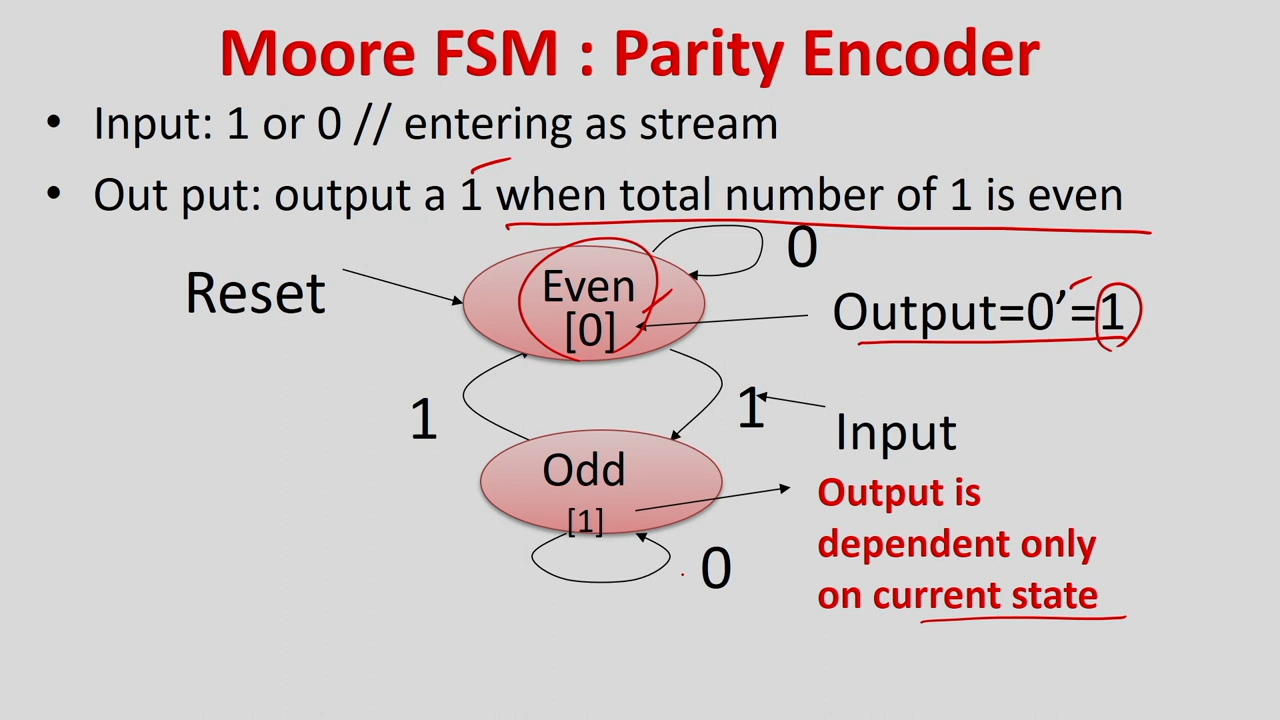 Moore FSM : Parity Encoder
• Input: 1 or 0 // entering as stream
• Out put: output a 1 when total number of 1 is even
0
Reset
Even
[0]
Output=0’=1
1
1
Input
Odd
[1]
Output is
dependent only
on current state
0